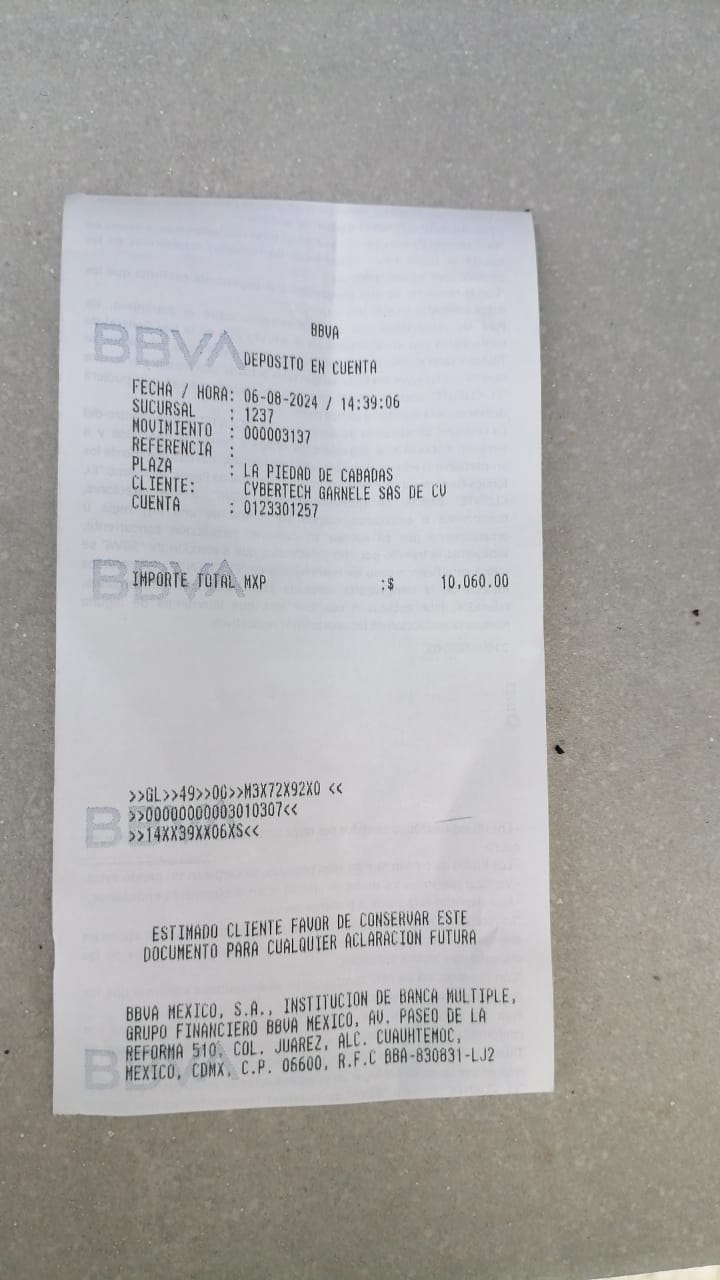 BBVA
BBVA
DEPOSITO EN CUENTA
FECHA / HORA: 06-08-2024 / 14:39:06
SUCURSAL : 1237
MOVIMIENTO : 000003137
REFERENCIA :
PLAZA : LA PIEDAD DE CABADAS
CLIENTE: CYBERTECH GARNELE SAS DE CV
CUENTA : 0123301257
BBVA
IMPORTE TOTAL MXP :$ 10,060.00
>>GL>>49>>OG>>M3X72X92XO <<
>>00000000003010307<<
>>14XX39XX06XS<<
ESTIMADO CLIENTE FAVOR DE CONSERVAR ESTE
DOCUMENTO PARA CUALQUIER ACLARACION FUTURA
BBVA MEXICO, S.A., INSTITUCION DE BANCA MULTIPLE,
GRUPO FINANCIERO BBVA MEXICO, AV. PASEO DE LA
REFORMA 510, COL. JUAREZ, ALC. CUAUHTEMOC,
MEXICO, CDMX, C.P. 06600, R.F.C BBA-830831-LJ2